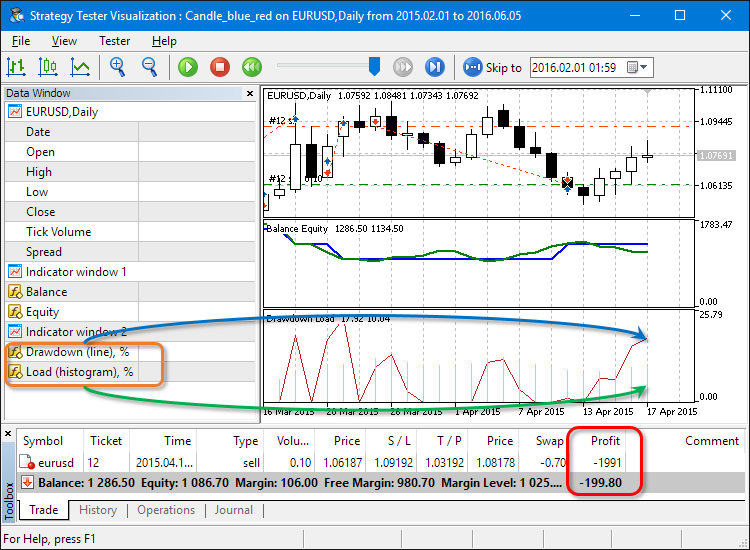 Strategy Tester Visualization : Candle_blue_red on EURUSD,Daily from 2015.02.01 to 2016.06.05
File View Tester Help
Skip to 2016.02.01 01:59
Data Window
EURUSD,Daily
Date
Open
High
Low
Close
Tick Volume
Spread
Indicator window 1
Balance
Equity
Indicator window 2
Drawdown (line), %
Load (histogram), %
EURUSD,Daily 1.07592 1.08481 1.07343 1.07692
1.11100
1.09445
1.07691
1.06135
Balance Equity 1286.50 1134.50
1783.47
0.00
Drawdown Load 17.92 10.04
25.79
0.00
16 Mar 2015 20 Mar 2015 26 Mar 2015 1 Apr 2015 7 Apr 2015 13 Apr 2015 17 Apr 2015
Symbol Ticket Time Type Volu... Price S / L T / P Price Swap Profit Comment
eurusd 12 2015.04.1... sell 0.10 1.06187 1.09192 1.03192 1.08178 -0.70 -1991
Balance: 1 286.50 Equity: 1 086.70 Margin: 106.00 Free Margin: 980.70 Margin Level: 1 025.... -199.80
Toolbox
Trade History Operations Journal
For Help, press F1